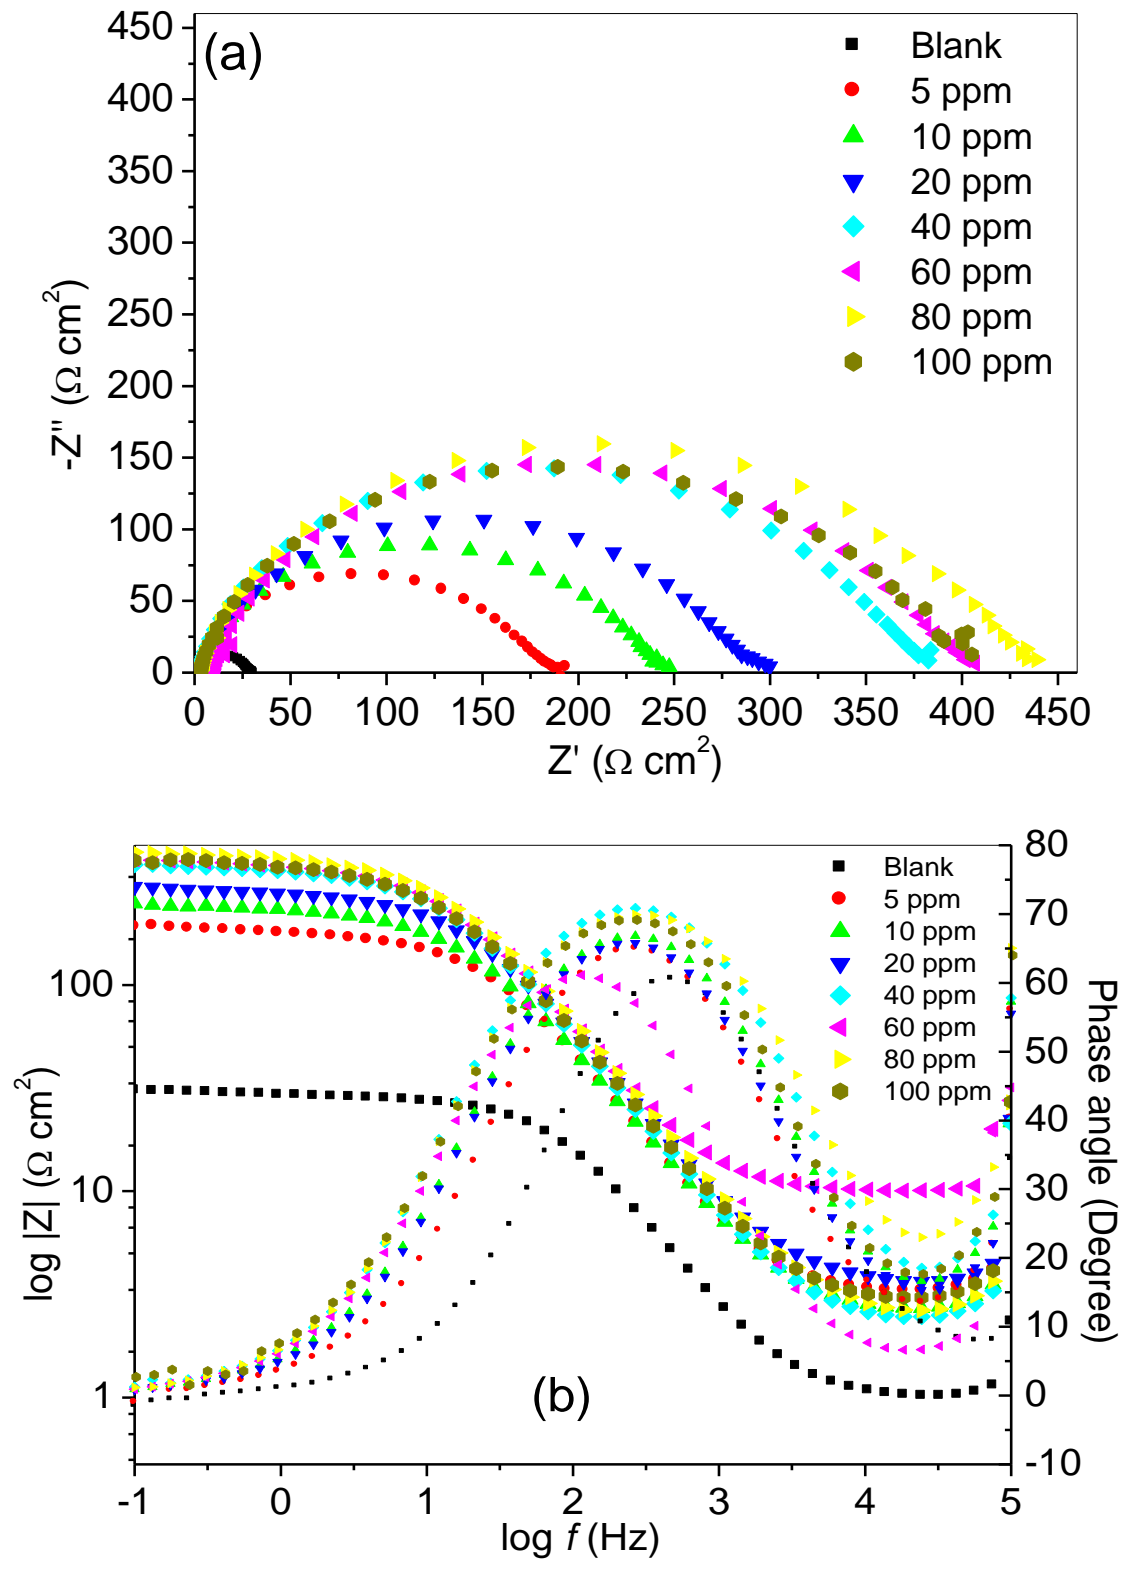 (a)
Blank
5 ppm
10 ppm
20 ppm
40 ppm
60 ppm
80 ppm
100 ppm
450
400
350
300
250
200
150
100
50
0
-Z'' (Ω cm²)
0 50 100 150 200 250 300 350 400 450
Z' (Ω cm²)
(b)
Blank
5 ppm
10 ppm
20 ppm
40 ppm
60 ppm
80 ppm
100 ppm
100
10
1
log |Z| (Ω cm²)
80
70
60
50
40
30
20
10
0
-10
Phase angle (Degree)
-1 0 1 2 3 4 5
log f (Hz)